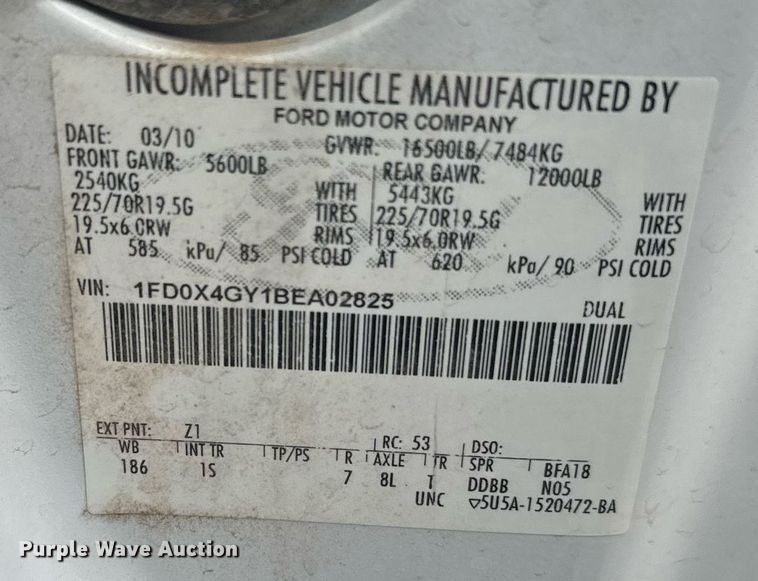 INCOMPLETE VEHICLE MANUFACTURED BY
FORD MOTOR COMPANY
DATE: 03/10 GVWR: 16500LB/ 7484KG
FRONT GAWR: 5600LB REAR GAWR: 12000LB
2540KG WITH 5443KG WITH
225/70R19.5G TIRES 225/70R19.5G TIRES
19.5x6.0RW RIMS 19.5x6.0RW RIMS
AT 585 kPa/ 85 PSI COLD AT 620 kPa/ 90 PSI COLD
VIN: 1FD0X4GY1BEA02825 DUAL
EXT PNT: Z1 RC: 53 DSO:
WB INT TR TP/PS R AXLE TR SPR BFA18
186 1S 7 8L T DDBB N05
UNC ▽5U5A-1520472-BA
Purple Wave Auction